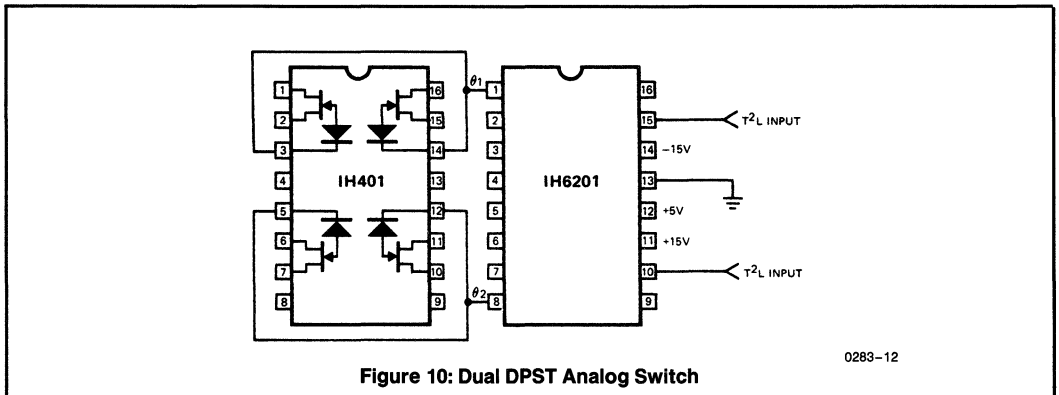 1 16 θ1 1 16
2 15 2 15 T²L INPUT
3 14 3 14 –15V
4 IH401 13 4 IH6201 13
5 12 5 12 +5V
6 11 6 11 +15V
7 10 7 10 T²L INPUT
8 9 θ2 8 9
0283–12
Figure 10: Dual DPST Analog Switch